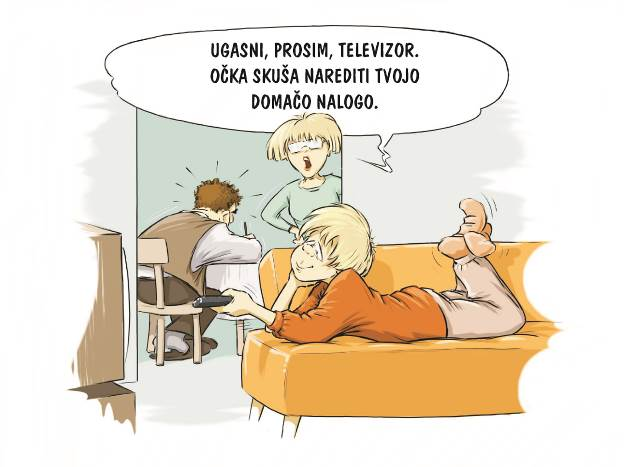 UGASNI, PROSIM, TELEVIZOR.
OČKA SKUŠA NAREDITI TVOJO
DOMAČO NALOGO.